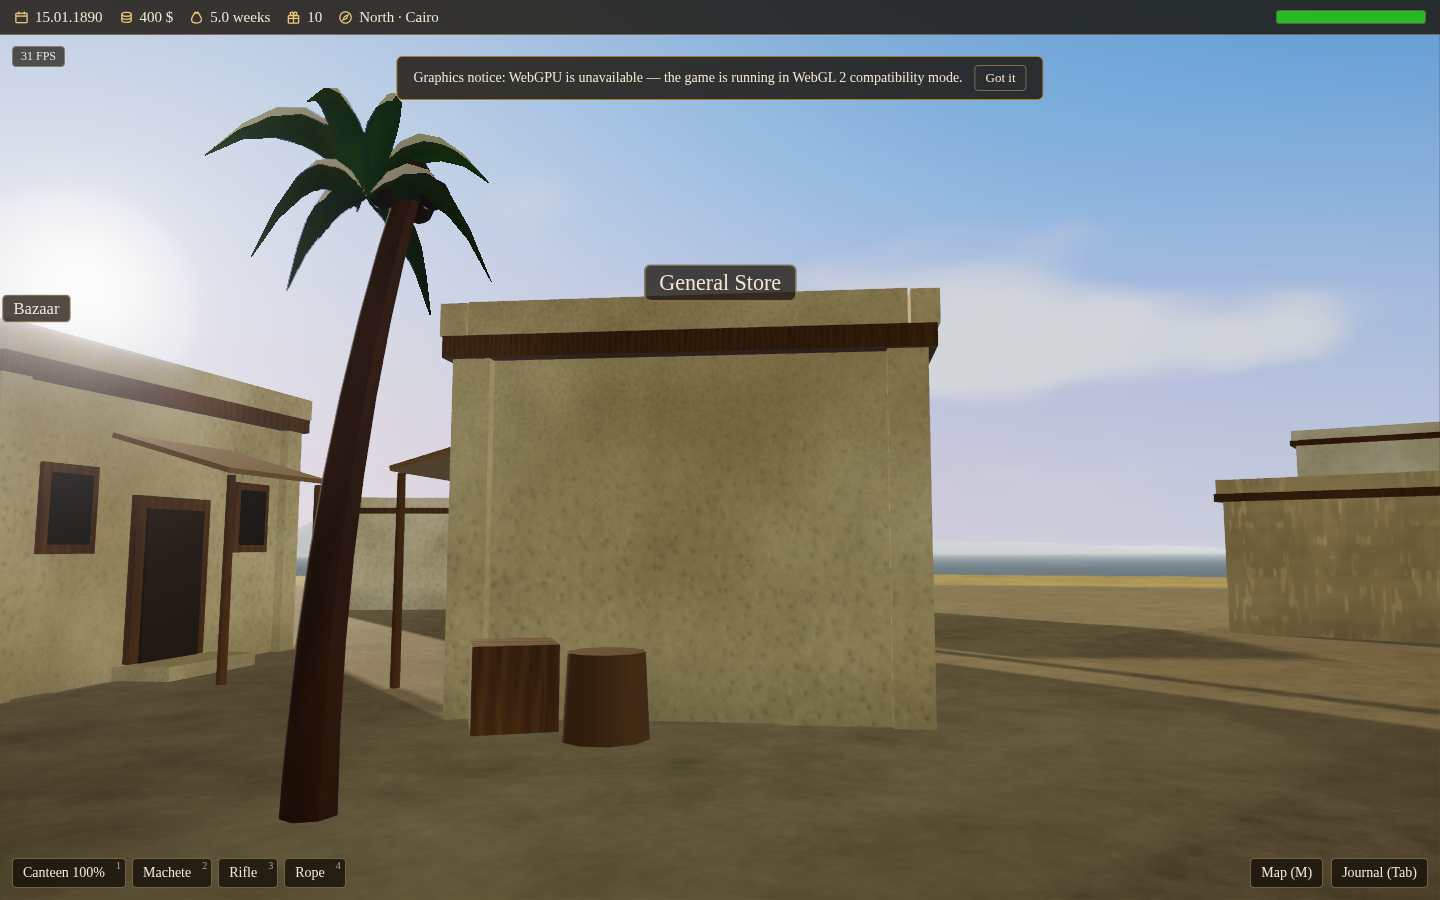 15.01.1890 400 $ 5.0 weeks 10 North · Cairo
31 FPS
Graphics notice: WebGPU is unavailable — the game is running in WebGL 2 compatibility mode. Got it
General Store
Bazaar
Canteen 100% 1 Machete 2 Rifle 3 Rope 4
Map (M) Journal (Tab)